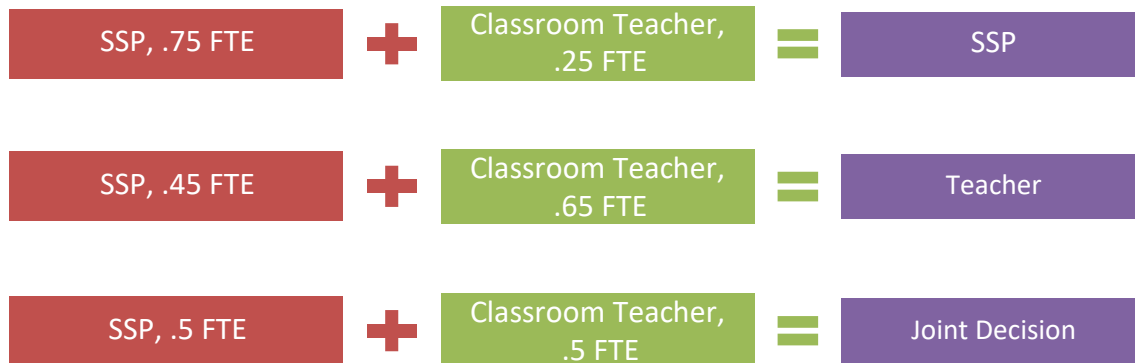 SSP, .75 FTE
Classroom Teacher,
.25 FTE
SSP
SSP, .45 FTE
Classroom Teacher,
.65 FTE
Teacher
SSP, .5 FTE
Classroom Teacher,
.5 FTE
Joint Decision